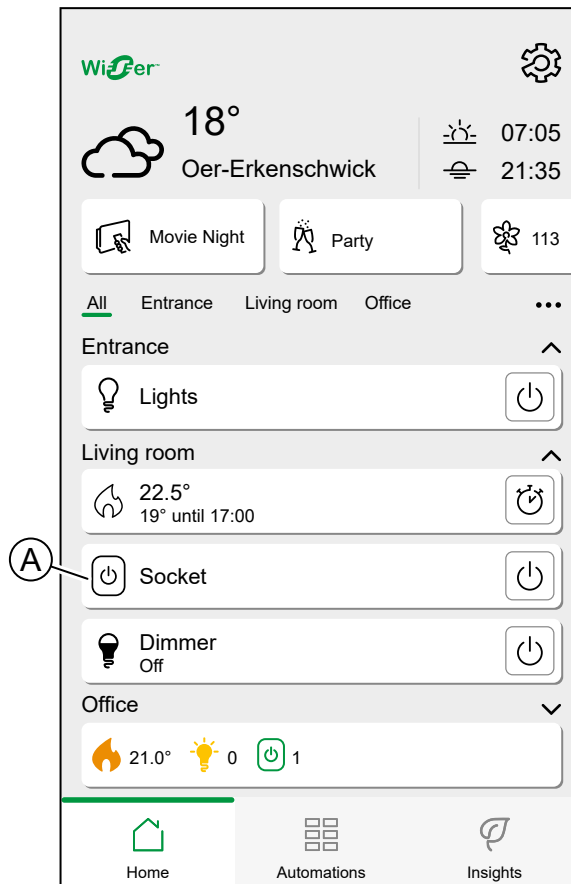 Wiser
18°
Oer-Erkenschwick
07:05
21:35
Movie Night
Party
113
All Entrance Living room Office
Entrance
Lights
Living room
22.5°
19° until 17:00
A
Socket
Dimmer
Off
Office
21.0° 0 1
Home Automations Insights